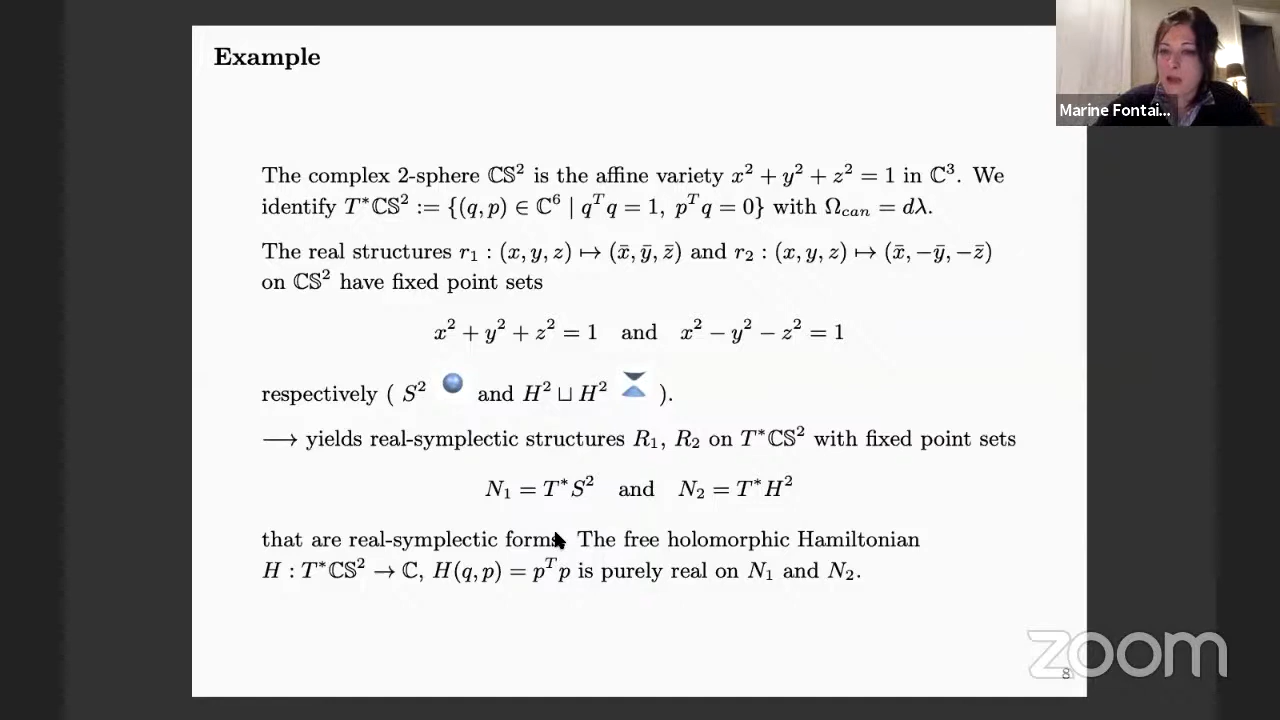 Example
Marine Fontai...
The complex 2-sphere ℂS² is the affine variety x² + y² + z² = 1 in ℂ³. We
identify T*ℂS² := {(q, p) ∈ ℂ⁶ | qᵀq = 1, pᵀq = 0} with Ω_can = dλ.
The real structures r₁ : (x, y, z) ↦ (x̄, ȳ, z̄) and r₂ : (x, y, z) ↦ (x̄, −ȳ, −z̄)
on ℂS² have fixed point sets
x² + y² + z² = 1 and x² − y² − z² = 1
respectively ( S² and H² ⊔ H² ).
⟶ yields real-symplectic structures R₁, R₂ on T*ℂS² with fixed point sets
N₁ = T*S² and N₂ = T*H²
that are real-symplectic forms. The free holomorphic Hamiltonian
H : T*ℂS² → ℂ, H(q, p) = pᵀp is purely real on N₁ and N₂.
zoom
8